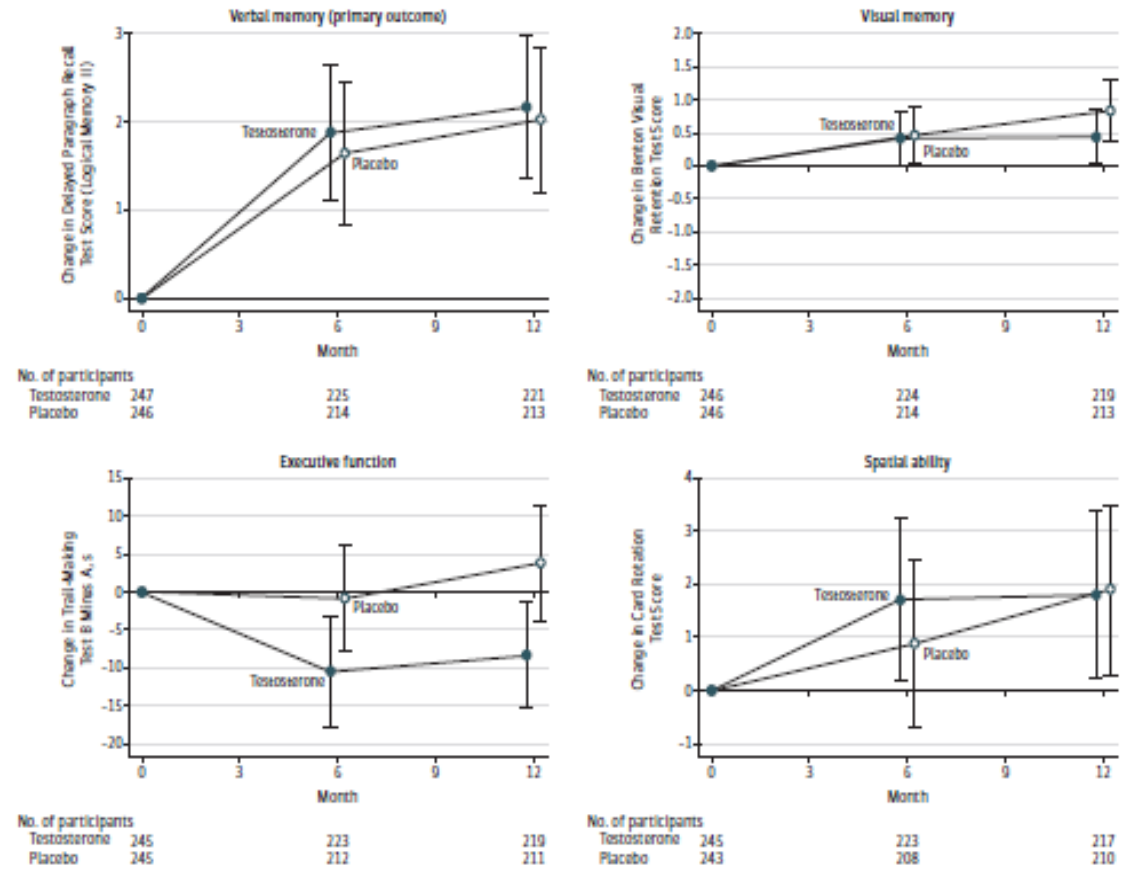 Verbal memory (primary outcome)
Change in Delayed Paragraph Recall
Test Score (Logical Memory II)
3
2
1
0
Testosterone
Placebo
0 3 6 9 12
Month
No. of participants
Testosterone 247 225 221
Placebo 246 214 213
Visual memory
Change in Benton Visual
Retention Test Score
2.0
1.5
1.0
0.5
0
-0.5
-1.0
-1.5
-2.0
Testosterone
Placebo
0 3 6 9 12
Month
No. of participants
Testosterone 246 224 219
Placebo 246 214 213
Executive function
Change in Trail-Making
Test B Minus A, s
15
10
5
0
-5
-10
-15
-20
Placebo
Testosterone
0 3 6 9 12
Month
No. of participants
Testosterone 245 223 219
Placebo 245 212 211
Spatial ability
Change in Card Rotation
Test Score
4
3
2
1
0
-1
Testosterone
Placebo
0 3 6 9 12
Month
No. of participants
Testosterone 245 223 217
Placebo 243 208 210